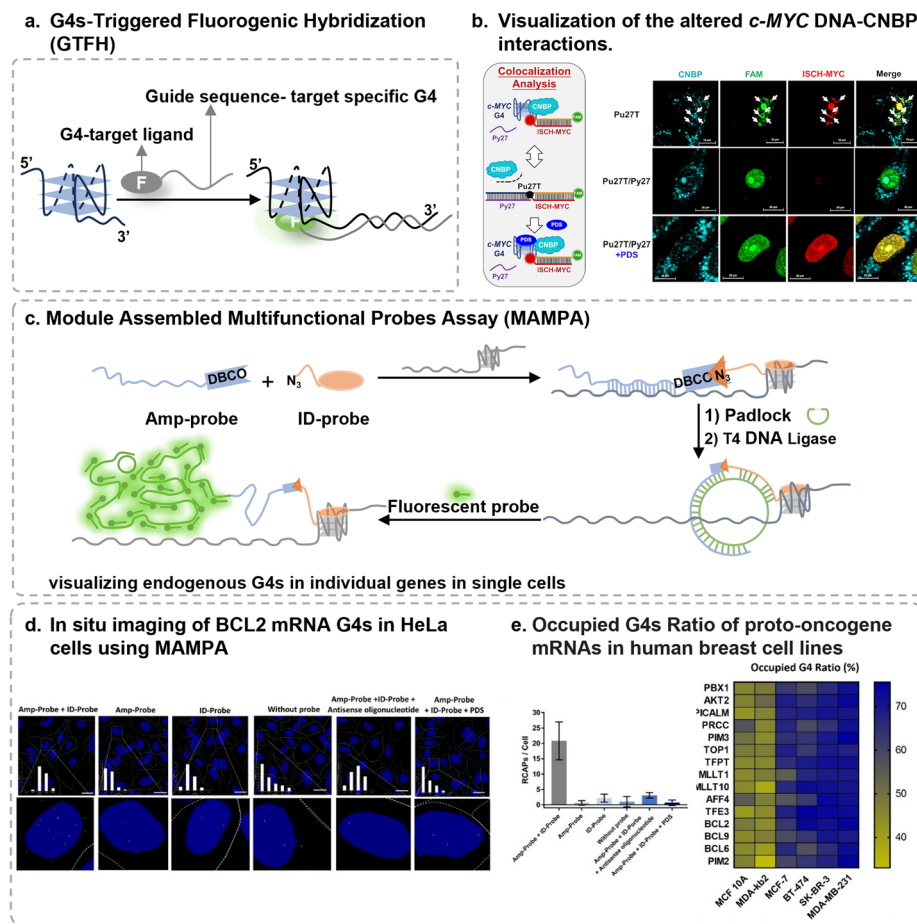 a. G4s-Triggered Fluorogenic Hybridization
(GTFH)
Guide sequence- target specific G4
G4-target ligand
5’
F
3’
5’
F
3’
b. Visualization of the altered c-MYC DNA-CNBP
interactions.
Colocalization
Analysis
c-MYC
G4
CNBP
FAM
Py27
ISCH-MYC
CNBP
Pu27T
FAM
Py27
ISCH-MYC
PDS
c-MYC
G4
PDS
CNBP
FAM
Py27
ISCH-MYC
CNBP
FAM
ISCH-MYC
Merge
Pu27T
Pu27T/Py27
Pu27T/Py27
+PDS
c. Module Assembled Multifunctional Probes Assay (MAMPA)
DBCO
+
N3
Amp-probe
ID-probe
DBCO
N3
1) Padlock
2) T4 DNA Ligase
Fluorescent probe
visualizing endogenous G4s in individual genes in single cells
d. In situ imaging of BCL2 mRNA G4s in HeLa
cells using MAMPA
Amp-Probe + ID-Probe
Amp-Probe
ID-Probe
Without probe
Amp-Probe +ID-Probe +
Antisense oligonucleotide
Amp-Probe
+ ID-Probe + PDS
RCAPs / Cell
40
30
20
10
0
Amp-Probe + ID-Probe
Amp-Probe
ID-Probe
Without probe
Amp-Probe + ID-Porbe
+ Antisense oligonucleotide
Amp-Probe + ID-Probe + PDS
e. Occupied G4s Ratio of proto-oncogene
mRNAs in human breast cell lines
Occupied G4 Ratio (%)
PBX1
AKT2
PICALM
PRCC
PIM3
TOP1
TFPT
MLLT1
MLLT10
AFF4
TFE3
BCL2
BCL9
BCL6
PIM2
MCF 10A
MDA-kb2
MCF-7
BT-474
SK-BR-3
MDA-MB-231
70
60
50
40